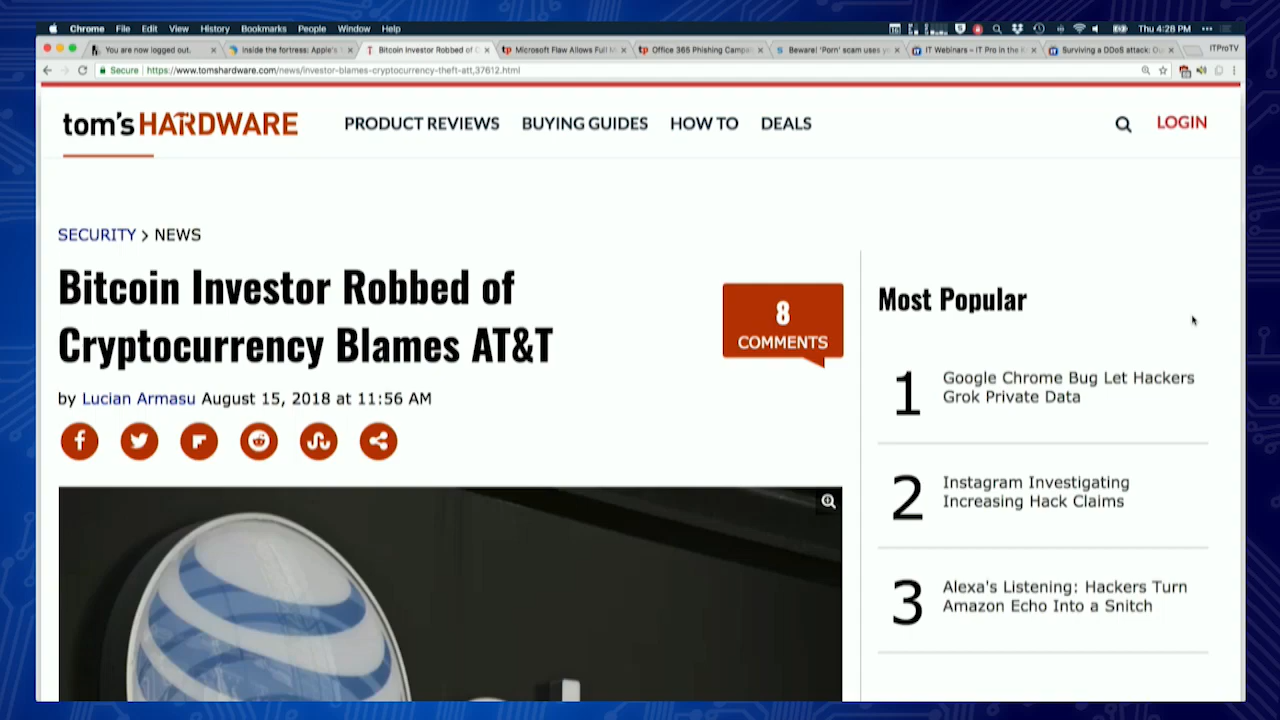 Chrome File Edit View History Bookmarks People Window Help
Thu 4:28 PM
You are now logged out.
Inside the fortress: Apple's
Bitcoin Investor Robbed of
Microsoft Flaw Allows Full
Office 365 Phishing Campai
Beware! 'Porn' scam uses
IT Webinars – IT Pro in the
Surviving a DDoS attack:
ITProTV
Secure https://www.tomshardware.com/news/investor-blames-cryptocurrency-theft-att,37612.html
tom's HARDWARE
PRODUCT REVIEWS BUYING GUIDES HOW TO DEALS
LOGIN
SECURITY > NEWS
Bitcoin Investor Robbed of
Cryptocurrency Blames AT&T
8
COMMENTS
by Lucian Armasu August 15, 2018 at 11:56 AM
Most Popular
1
Google Chrome Bug Let Hackers
Grok Private Data
2
Instagram Investigating
Increasing Hack Claims
3
Alexa's Listening: Hackers Turn
Amazon Echo Into a Snitch